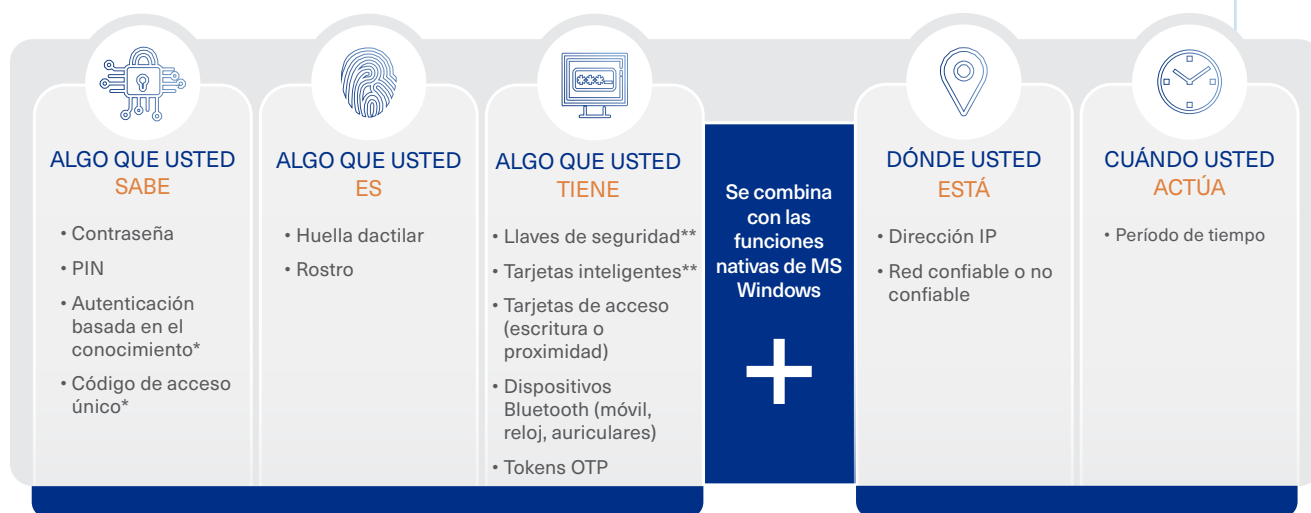 ALGO QUE USTED
SABE
• Contraseña
• PIN
• Autenticación
basada en el
conocimiento*
• Código de acceso
único*
ALGO QUE USTED
ES
• Huella dactilar
• Rostro
ALGO QUE USTED
TIENE
• Llaves de seguridad**
• Tarjetas inteligentes**
• Tarjetas de acceso
(escritura o
proximidad)
• Dispositivos
Bluetooth (móvil,
reloj, auriculares)
• Tokens OTP
Se combina
con las
funciones
nativas de MS
Windows
+
DÓNDE USTED
ESTÁ
• Dirección IP
• Red confiable o no
confiable
CUÁNDO USTED
ACTÚA
• Período de tiempo